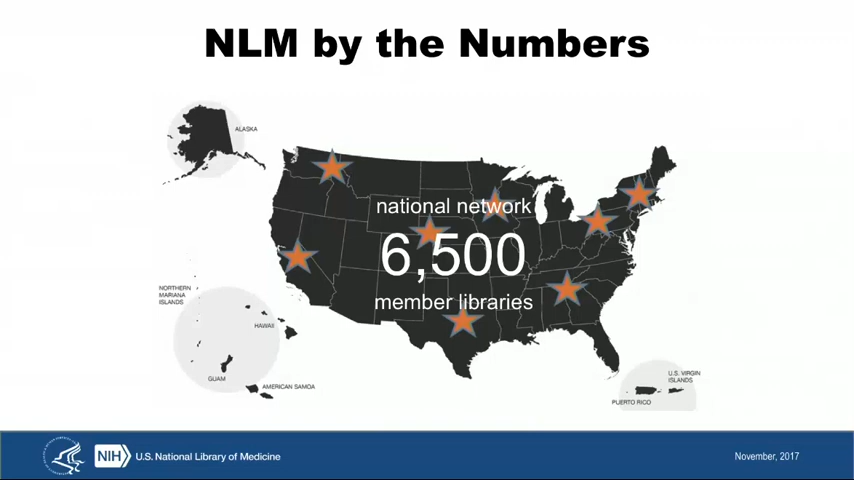 NLM by the Numbers
ALASKA
national network
6,500
member libraries
NORTHERN
MARIANA
ISLANDS
HAWAII
GUAM
AMERICAN SAMOA
U.S. VIRGIN
ISLANDS
PUERTO RICO
NIH
U.S. National Library of Medicine
November, 2017